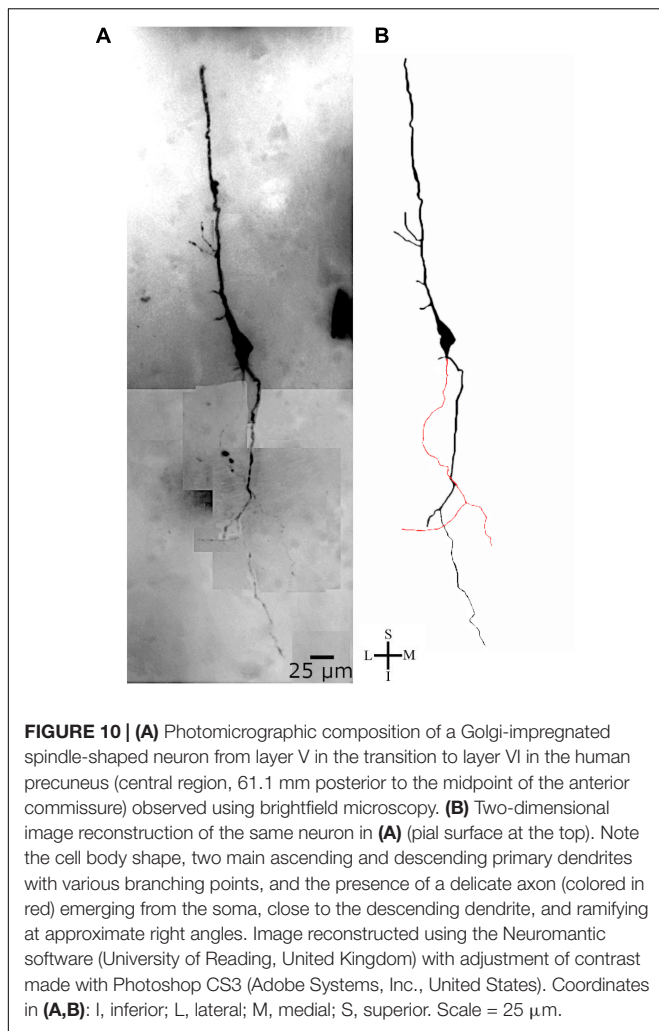 A
B
25 µm
S
L M
I
FIGURE 10 | (A) Photomicrographic composition of a Golgi-impregnated
spindle-shaped neuron from layer V in the transition to layer VI in the human
precuneus (central region, 61.1 mm posterior to the midpoint of the anterior
commissure) observed using brightfield microscopy. (B) Two-dimensional
image reconstruction of the same neuron in (A) (pial surface at the top). Note
the cell body shape, two main ascending and descending primary dendrites
with various branching points, and the presence of a delicate axon (colored in
red) emerging from the soma, close to the descending dendrite, and ramifying
at approximate right angles. Image reconstructed using the Neuromantic
software (University of Reading, United Kingdom) with adjustment of contrast
made with Photoshop CS3 (Adobe Systems, Inc., United States). Coordinates
in (A,B): I, inferior; L, lateral; M, medial; S, superior. Scale = 25 µm.